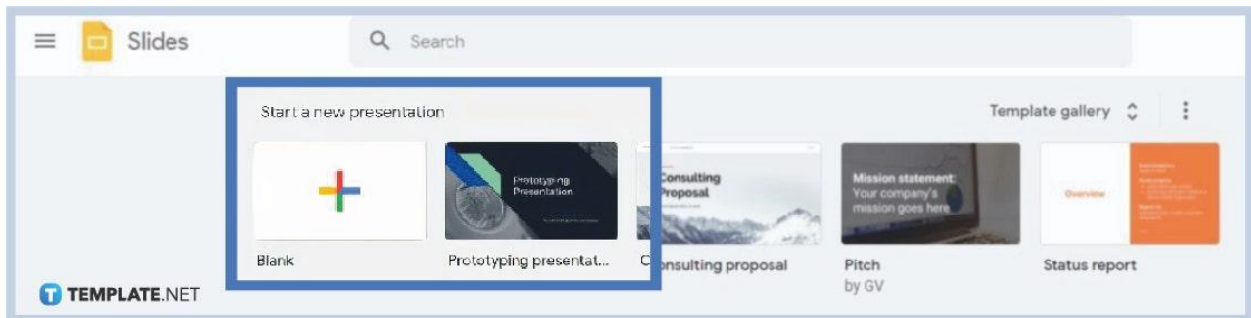 Slides
Search
Start a new presentation
Template gallery
Prototyping
Presentation
Consulting
Proposal
Mission statement:
Your company's
mission goes here
Overview
Blank
Prototyping presentat...
Consulting proposal
Pitch
by GV
Status report
TEMPLATE.NET